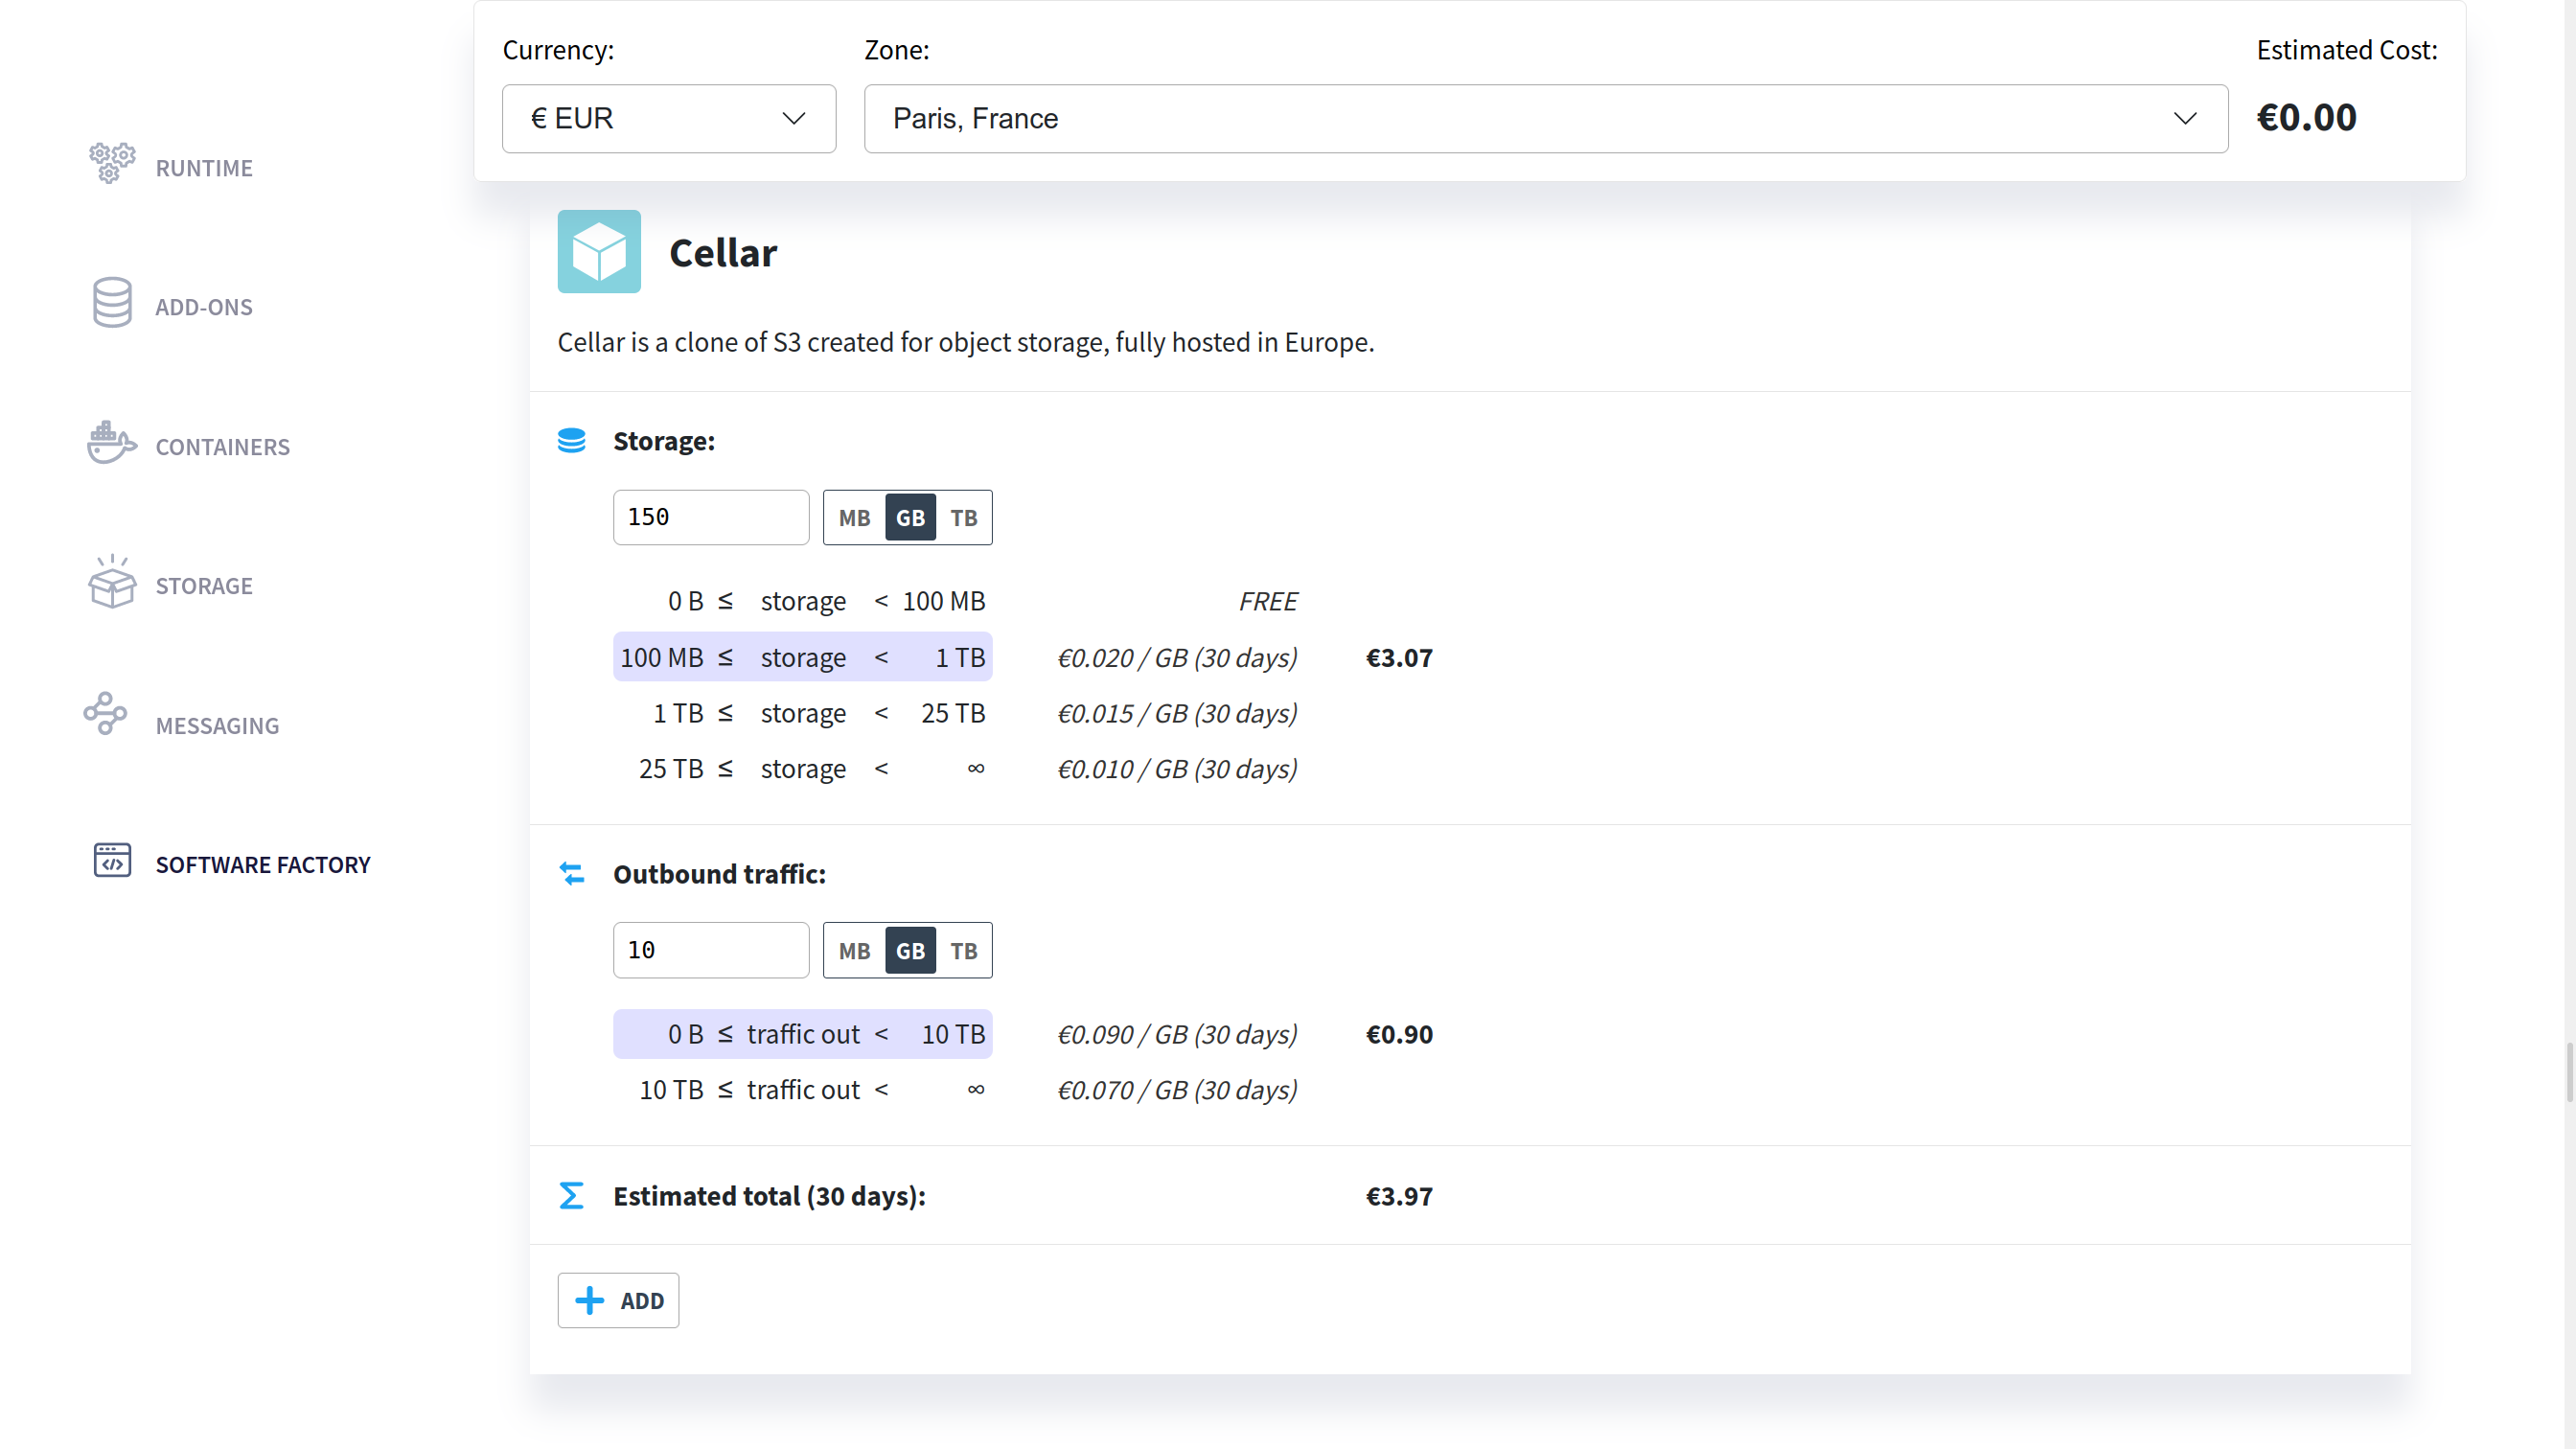 Currency:
Zone:
Estimated Cost:
€ EUR
Paris, France
€0.00
RUNTIME
ADD-ONS
CONTAINERS
STORAGE
MESSAGING
SOFTWARE FACTORY
Cellar
Cellar is a clone of S3 created for object storage, fully hosted in Europe.
Storage:
150 MB GB TB
0 B ≤ storage < 100 MB FREE
100 MB ≤ storage < 1 TB €0.020 / GB (30 days) €3.07
1 TB ≤ storage < 25 TB €0.015 / GB (30 days)
25 TB ≤ storage < ∞ €0.010 / GB (30 days)
Outbound traffic:
10 MB GB TB
0 B ≤ traffic out < 10 TB €0.090 / GB (30 days) €0.90
10 TB ≤ traffic out < ∞ €0.070 / GB (30 days)
Estimated total (30 days): €3.97
ADD